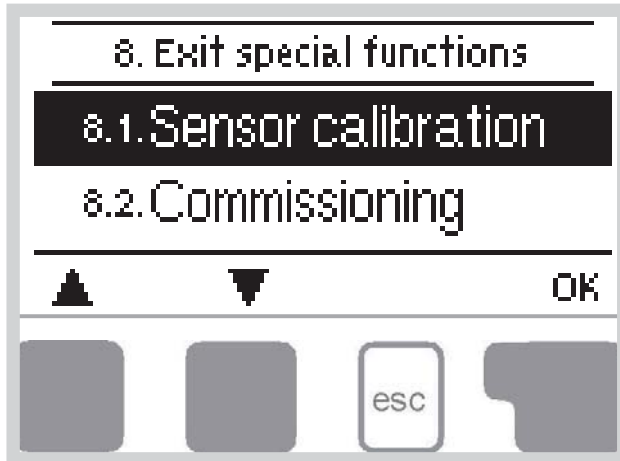 8. Exit special functions
8.1. Sensor calibration
8.2. Commissioning
OK
esc